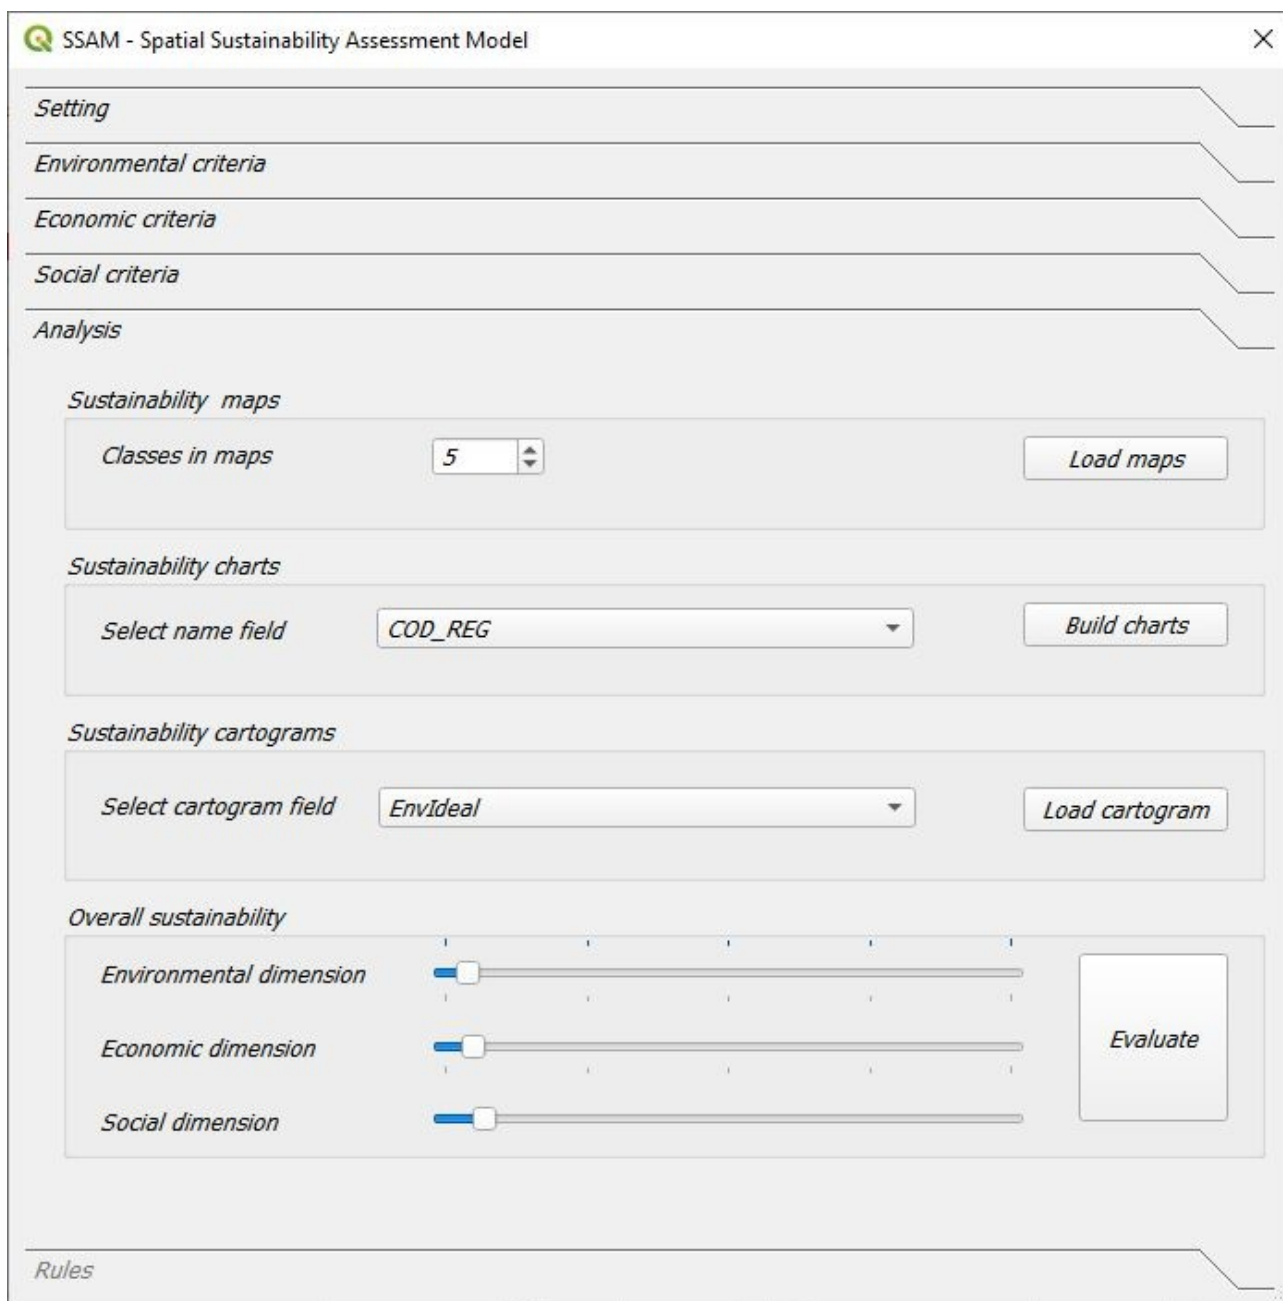 SSAM - Spatial Sustainability Assessment Model
Setting
Environmental criteria
Economic criteria
Social criteria
Analysis
Sustainability maps
Classes in maps 5 Load maps
Sustainability charts
Select name field COD_REG Build charts
Sustainability cartograms
Select cartogram field EnvIdeal Load cartogram
Overall sustainability
Environmental dimension
Economic dimension Evaluate
Social dimension
Rules